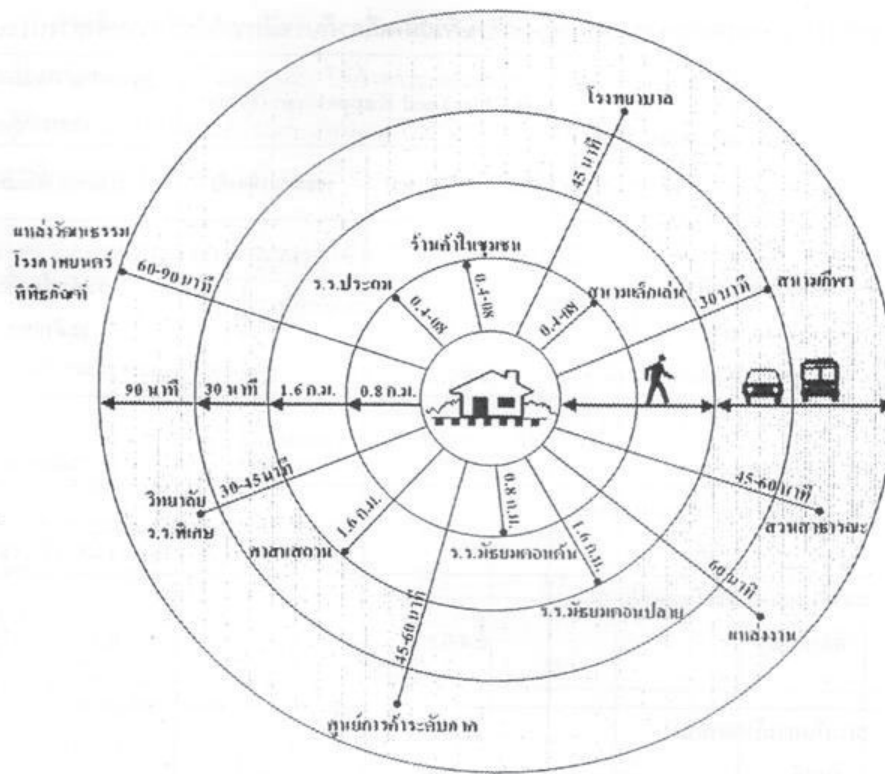 โรงพยาบาล
45 นาที
แหล่งวัฒนธรรม
โรงภาพยนตร์
พิพิธภัณฑ์
60-90 นาที
ร้านค้าในชุมชน
ร.ร.ประถม
0.4-08
0.4-08
สนามเด็กเล่น
0.4-08
30 นาที
สนามกีฬา
90 นาที
30 นาที
1.6 ก.ม.
0.8 ก.ม.
วิทยาลัย
ร.ร.พิเศษ
30-45 นาที
ศาสนสถาน
1.6 ก.ม.
0.8 ก.ม.
ร.ร.มัธยมตอนต้น
1.6 ก.ม.
ร.ร.มัธยมตอนปลาย
45-60 นาที
สวนสาธารณะ
60 นาที
แหล่งงาน
45-60 นาที
ศูนย์การค้าระดับภาค